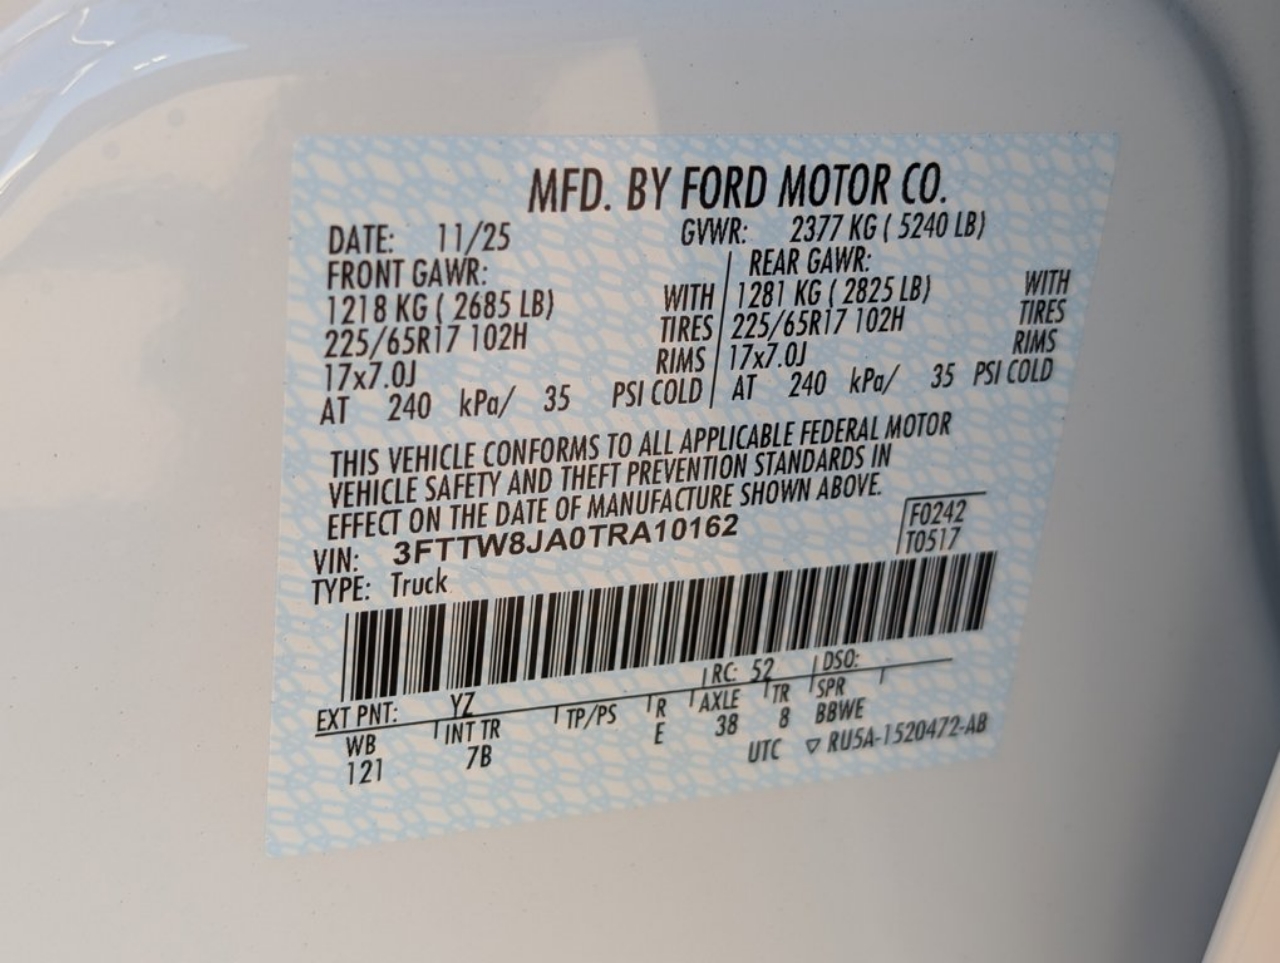 MFD. BY FORD MOTOR CO.
DATE: 11/25 GVWR: 2377 KG ( 5240 LB)
FRONT GAWR: REAR GAWR:
1218 KG ( 2685 LB) WITH 1281 KG ( 2825 LB) WITH
225/65R17 102H TIRES 225/65R17 102H TIRES
17x7.0J RIMS 17x7.0J RIMS
AT 240 kPa/ 35 PSI COLD AT 240 kPa/ 35 PSI COLD
THIS VEHICLE CONFORMS TO ALL APPLICABLE FEDERAL MOTOR
VEHICLE SAFETY AND THEFT PREVENTION STANDARDS IN
EFFECT ON THE DATE OF MANUFACTURE SHOWN ABOVE.
VIN: 3FTTW8JA0TRA10162 F0242
TYPE: Truck T0517
EXT PNT: YZ RC: 52 DSO:
WB INT TR TP/PS R AXLE TR SPR
121 7B E 38 8 BBWE
UTC ▽ RU5A-1520472-AB